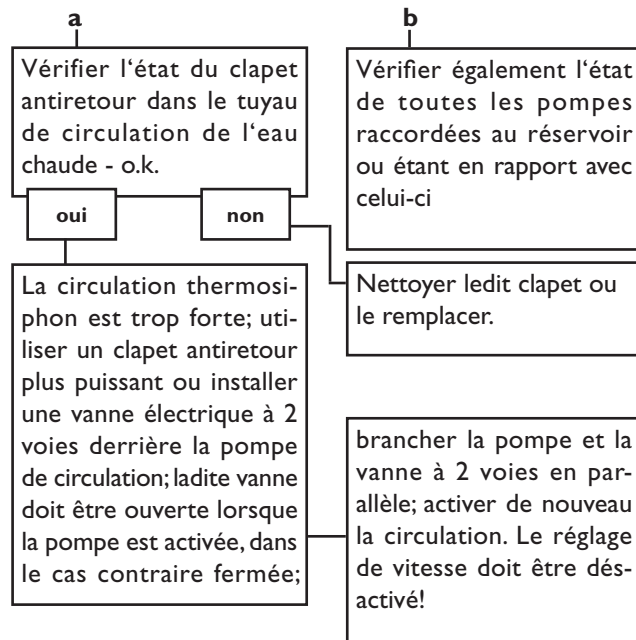 a
Vérifier l‘état du clapet
antiretour dans le tuyau
de circulation de l‘eau
chaude - o.k.
oui
non
La circulation thermosi-
phon est trop forte; uti-
liser un clapet antiretour
plus puissant ou installer
une vanne électrique à 2
voies derrière la pompe
de circulation; ladite vanne
doit être ouverte lorsque
la pompe est activée, dans
le cas contraire fermée;
b
Vérifier également l‘état
de toutes les pompes
raccordées au réservoir
ou étant en rapport avec
celui-ci
Nettoyer ledit clapet ou
le remplacer.
brancher la pompe et la
vanne à 2 voies en par-
allèle; activer de nouveau
la circulation. Le réglage
de vitesse doit être dés-
activé!